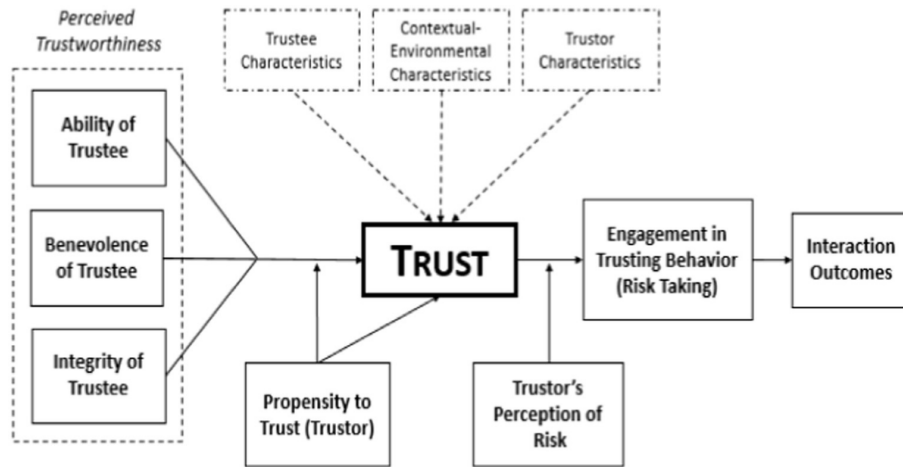 Perceived
Trustworthiness
Ability of
Trustee
Benevolence
of Trustee
Integrity of
Trustee
Trustee
Characteristics
Contextual-
Environmental
Characteristics
Trustor
Characteristics
TRUST
Propensity to
Trust (Trustor)
Trustor's
Perception of
Risk
Engagement in
Trusting Behavior
(Risk Taking)
Interaction
Outcomes